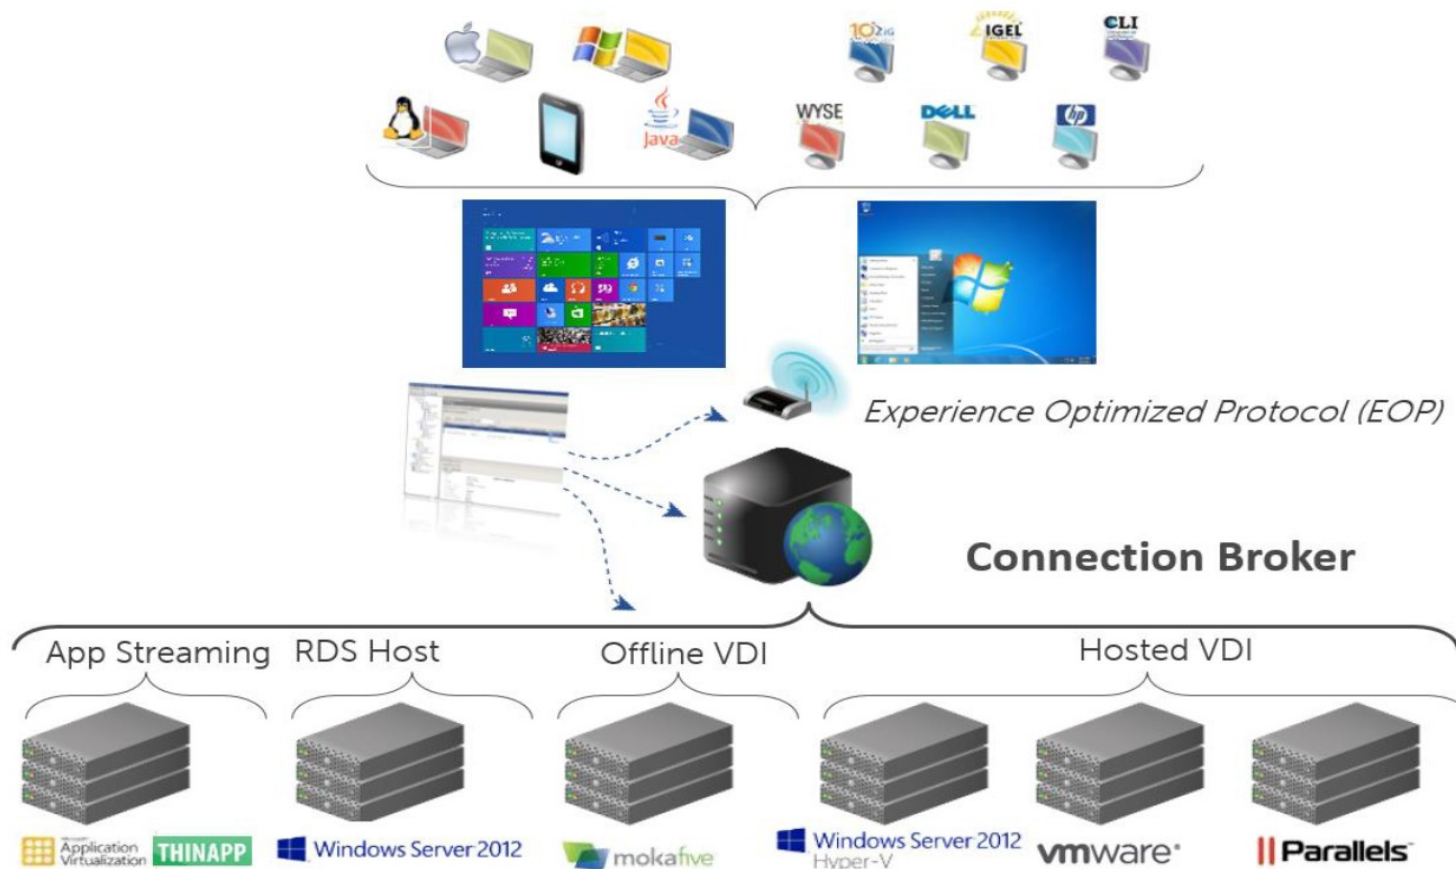 10ZiG
IGEL
CLI
Java
WYSE
DELL
hp
Experience Optimized Protocol (EOP)
Connection Broker
App Streaming
RDS Host
Offline VDI
Hosted VDI
Microsoft
Application
Virtualization
THINAPP
Windows Server 2012
mokafive
Windows Server 2012
Hyper-V
vmware
Parallels